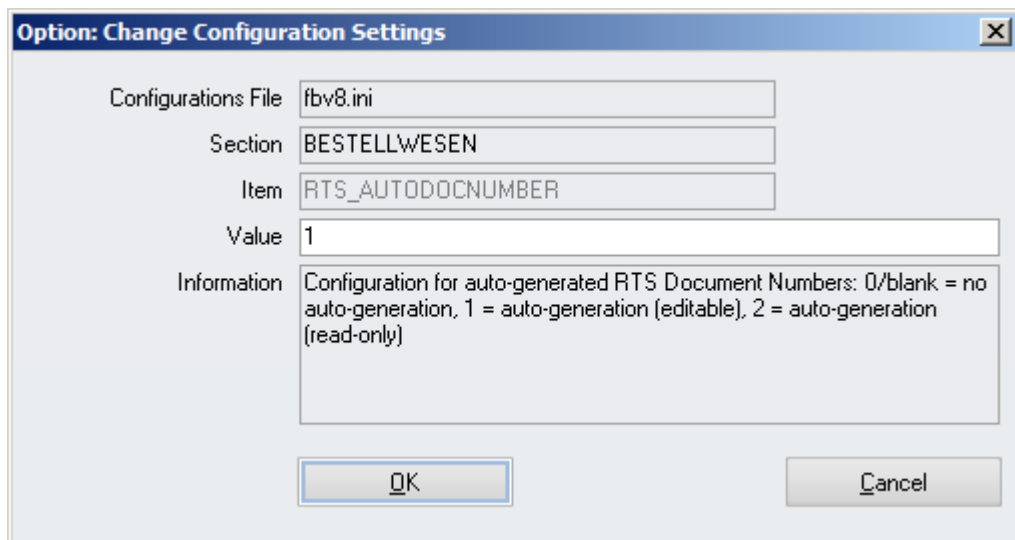 Option: Change Configuration Settings
Configurations File fbv8.ini
Section BESTELLWESEN
Item RTS_AUTODOCNUMBER
Value 1
Information Configuration for auto-generated RTS Document Numbers: 0/blank = no
auto-generation, 1 = auto-generation (editable), 2 = auto-generation
(read-only)
OK Cancel